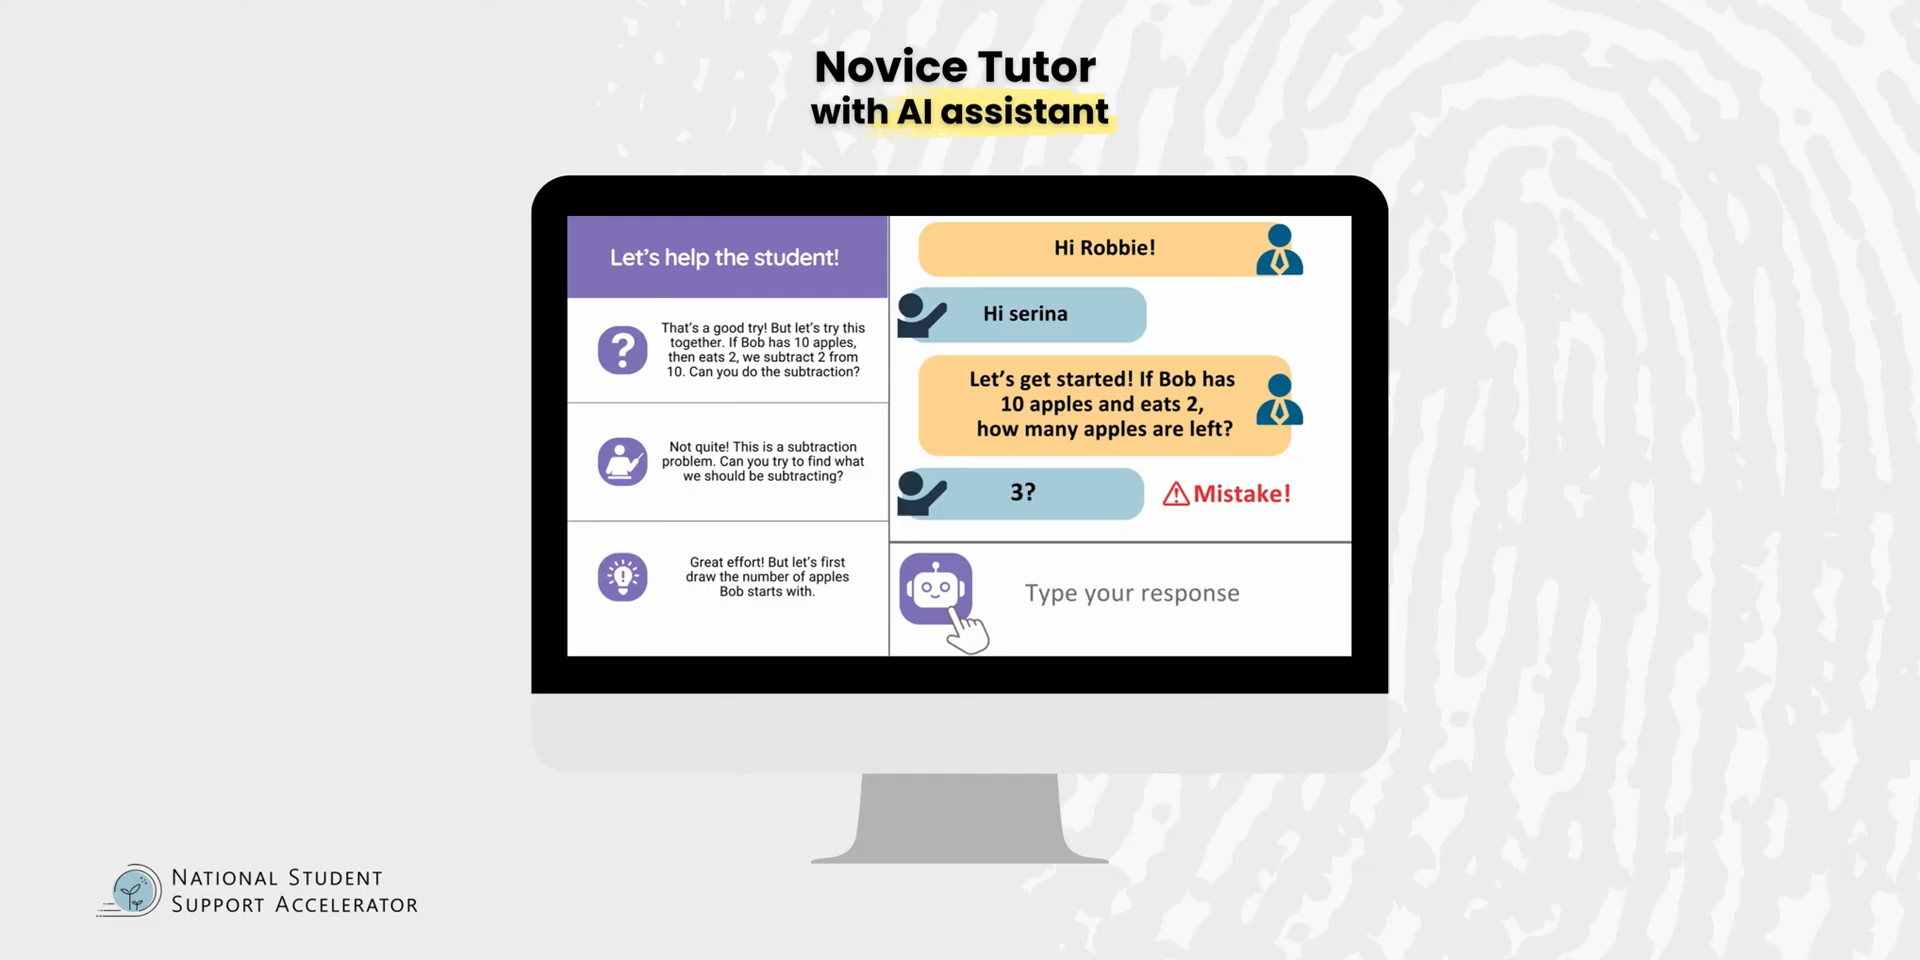 Novice Tutor
with AI assistant
Let's help the student!
?
That's a good try! But let's try this
together. If Bob has 10 apples,
then eats 2, we subtract 2 from
10. Can you do the subtraction?
Not quite! This is a subtraction
problem. Can you try to find what
we should be subtracting?
Great effort! But let's first
draw the number of apples
Bob starts with.
Hi Robbie!
Hi serina
Let's get started! If Bob has
10 apples and eats 2,
how many apples are left?
3?
Mistake!
Type your response
NATIONAL STUDENT
SUPPORT ACCELERATOR